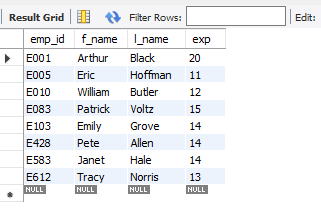 Result Grid Filter Rows: Edit:
emp_id f_name l_name exp
E001 Arthur Black 20
E005 Eric Hoffman 11
E010 William Butler 12
E083 Patrick Voltz 15
E103 Emily Grove 14
E428 Pete Allen 14
E583 Janet Hale 14
E612 Tracy Norris 13
NULL NULL NULL NULL